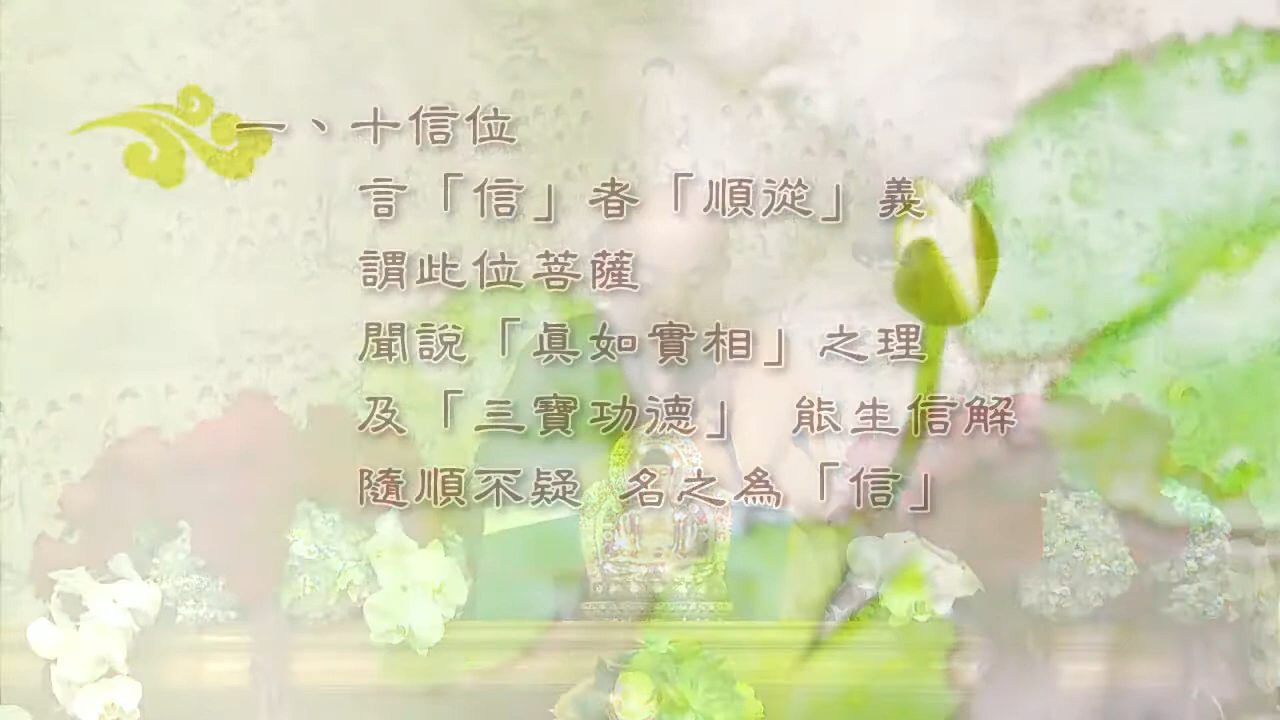 一、十信位
言「信」者「順從」義
謂此位菩薩
聞說「真如實相」之理
及「三寶功德」 能生信解
隨順不疑 名之為「信」